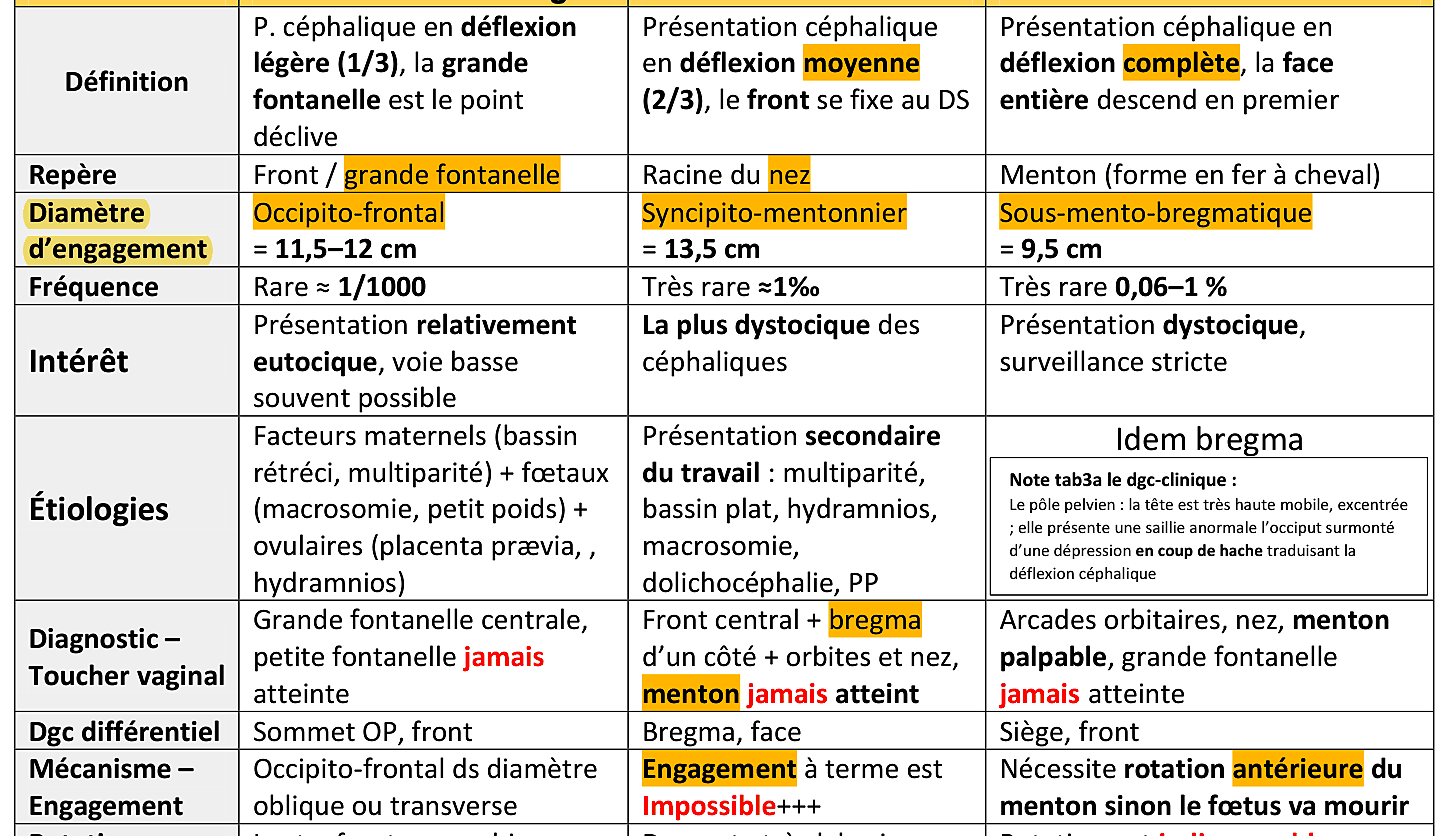 Définition
P. céphalique en déflexion
légère (1/3), la grande
fontanelle est le point
déclive
Présentation céphalique
en déflexion moyenne
(2/3), le front se fixe au DS
Présentation céphalique en
déflexion complète, la face
entière descend en premier
Repère
Front / grande fontanelle
Racine du nez
Menton (forme en fer à cheval)
Diamètre
d’engagement
Occipito-frontal
= 11,5–12 cm
Syncipito-mentonnier
= 13,5 cm
Sous-mento-bregmatique
= 9,5 cm
Fréquence
Rare ≈ 1/1000
Très rare ≈1‰
Très rare 0,06–1 %
Intérêt
Présentation relativement
eutocique, voie basse
souvent possible
La plus dystocique des
céphaliques
Présentation dystocique,
surveillance stricte
Étiologies
Facteurs maternels (bassin
rétréci, multiparité) + fœtaux
(macrosomie, petit poids) +
ovulaires (placenta prævia, ,
hydramnios)
Présentation secondaire
du travail : multiparité,
bassin plat, hydramnios,
macrosomie,
dolichocéphalie, PP
Idem bregma
Note tab3a le dgc-clinique :
Le pôle pelvien : la tête est très haute mobile, excentrée
; elle présente une saillie anormale l’occiput surmonté
d’une dépression en coup de hache traduisant la
déflexion céphalique
Diagnostic –
Toucher vaginal
Grande fontanelle centrale,
petite fontanelle jamais
atteinte
Front central + bregma
d’un côté + orbites et nez,
menton jamais atteint
Arcades orbitaires, nez, menton
palpable, grande fontanelle
jamais atteinte
Dgc différentiel
Sommet OP, front
Bregma, face
Siège, front
Mécanisme –
Engagement
Occipito-frontal ds diamètre
oblique ou transverse
Engagement à terme est
Impossible+++
Nécessite rotation antérieure du
menton sinon le fœtus va mourir